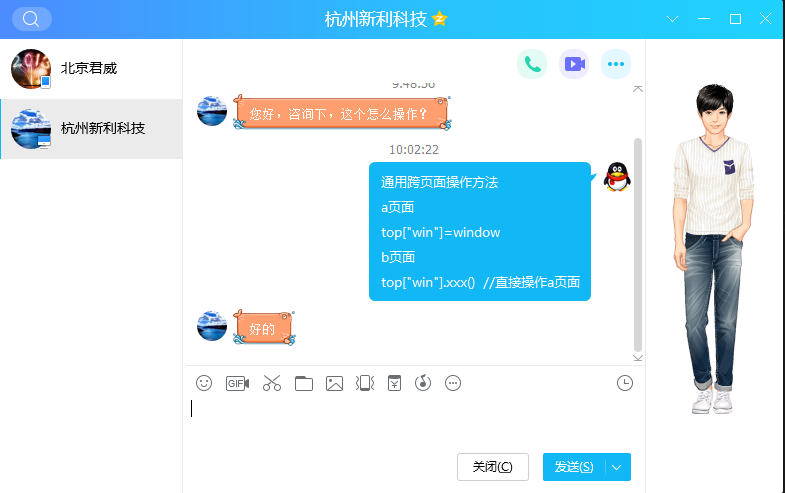 杭州新利科技
北京君威
杭州新利科技
9:48:56
您好，咨询下，这个怎么操作？
10:02:22
通用跨页面操作方法
a页面
top["win"]=window
b页面
top["win"].xxx()  //直接操作a页面
好的
GIF
关闭(C)
发送(S)